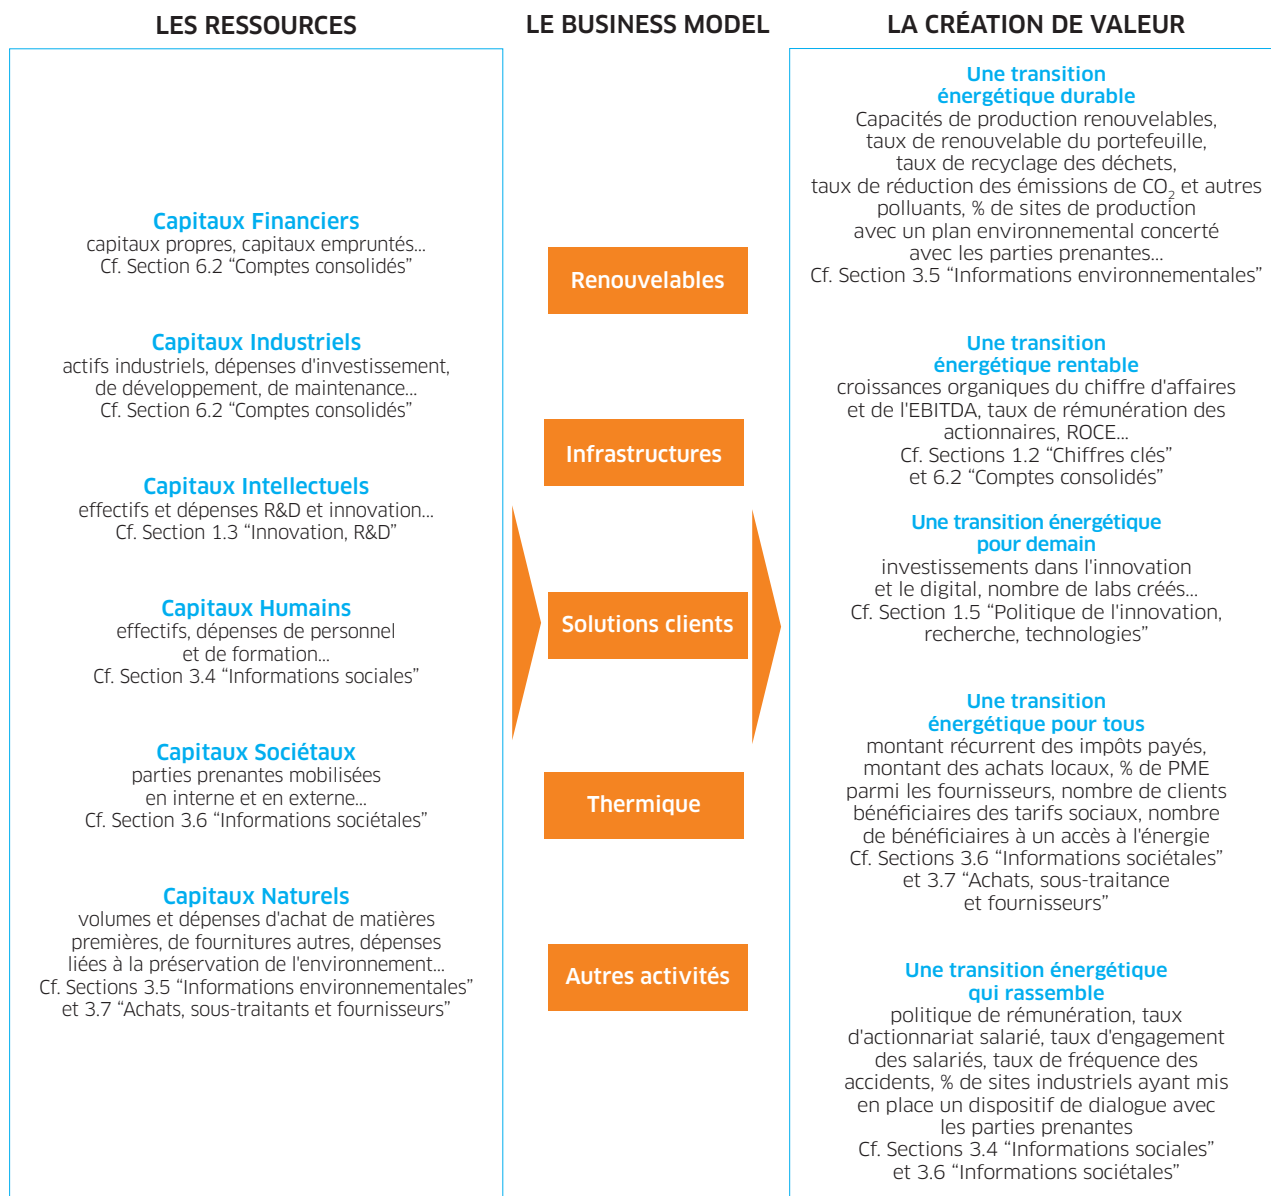 LES RESSOURCES
Capitaux Financiers
capitaux propres, capitaux empruntés...
Cf. Section 6.2 “Comptes consolidés”
Capitaux Industriels
actifs industriels, dépenses d'investissement,
de développement, de maintenance...
Cf. Section 6.2 “Comptes consolidés”
Capitaux Intellectuels
effectifs et dépenses R&D et innovation...
Cf. Section 1.3 “Innovation, R&D”
Capitaux Humains
effectifs, dépenses de personnel
et de formation...
Cf. Section 3.4 “Informations sociales”
Capitaux Sociétaux
parties prenantes mobilisées
en interne et en externe...
Cf. Section 3.6 “Informations sociétales”
Capitaux Naturels
volumes et dépenses d'achat de matières
premières, de fournitures autres, dépenses
liées à la préservation de l'environnement...
Cf. Sections 3.5 “Informations environnementales”
et 3.7 “Achats, sous-traitants et fournisseurs”
LE BUSINESS MODEL
Renouvelables
Infrastructures
Solutions clients
Thermique
Autres activités
LA CRÉATION DE VALEUR
Une transition
énergétique durable
Capacités de production renouvelables,
taux de renouvelable du portefeuille,
taux de recyclage des déchets,
taux de réduction des émissions de CO₂ et autres
polluants, % de sites de production
avec un plan environnemental concerté
avec les parties prenantes...
Cf. Section 3.5 “Informations environnementales”
Une transition
énergétique rentable
croissances organiques du chiffre d'affaires
et de l'EBITDA, taux de rémunération des
actionnaires, ROCE...
Cf. Sections 1.2 “Chiffres clés”
et 6.2 “Comptes consolidés”
Une transition énergétique
pour demain
investissements dans l'innovation
et le digital, nombre de labs créés...
Cf. Section 1.5 “Politique de l'innovation,
recherche, technologies”
Une transition
énergétique pour tous
montant récurrent des impôts payés,
montant des achats locaux, % de PME
parmi les fournisseurs, nombre de clients
bénéficiaires des tarifs sociaux, nombre
de bénéficiaires à un accès à l'énergie
Cf. Sections 3.6 “Informations sociétales”
et 3.7 “Achats, sous-traitance
et fournisseurs”
Une transition énergétique
qui rassemble
politique de rémunération, taux
d'actionnariat salarié, taux d'engagement
des salariés, taux de fréquence des
accidents, % de sites industriels ayant mis
en place un dispositif de dialogue avec
les parties prenantes
Cf. Sections 3.4 “Informations sociales”
et 3.6 “Informations sociétales”